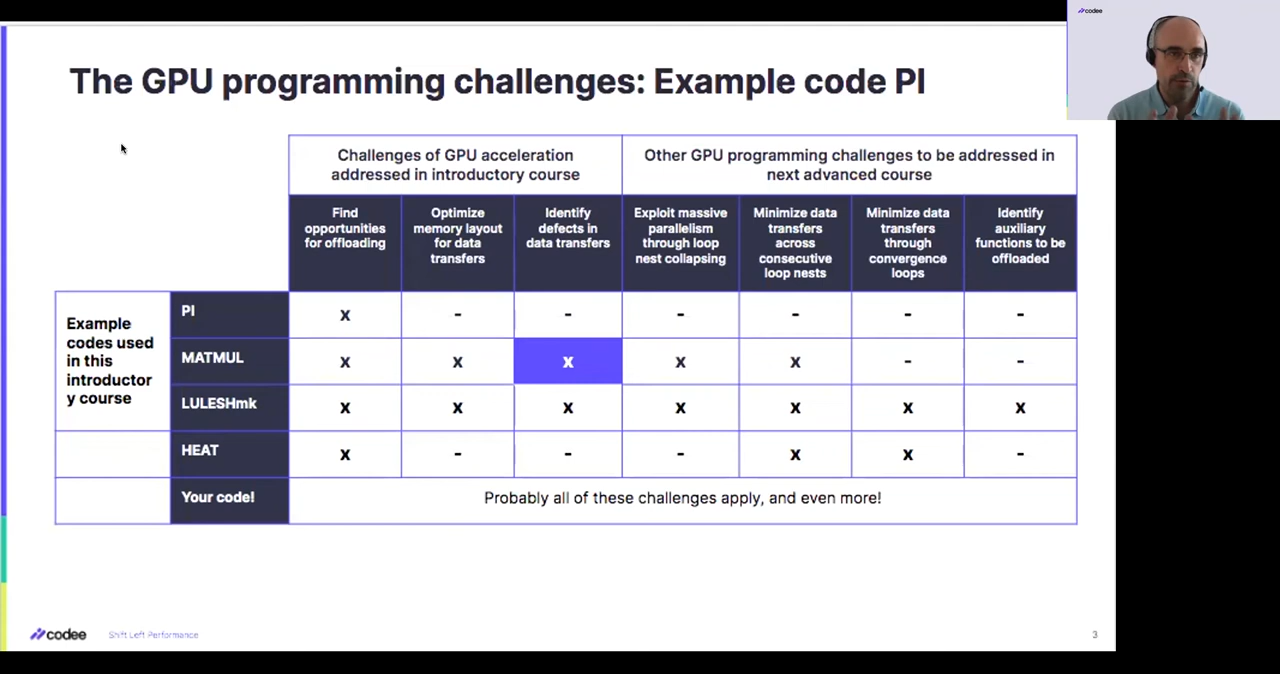 codee
The GPU programming challenges: Example code PI
Challenges of GPU acceleration
addressed in introductory course
Other GPU programming challenges to be addressed in
next advanced course
Find
opportunities
for offloading
Optimize
memory layout
for data
transfers
Identify
defects in
data transfers
Exploit massive
parallelism
through loop
nest collapsing
Minimize data
transfers
across
consecutive
loop nests
Minimize data
transfers
through
convergence
loops
Identify
auxiliary
functions to be
offloaded
Example
codes used
in this
introductor
y course
PI x - - - - - -
MATMUL x x x x x - -
LULESHmk x x x x x x x
HEAT x - - - x x -
Your code! Probably all of these challenges apply, and even more!
codee Shift Left Performance 3